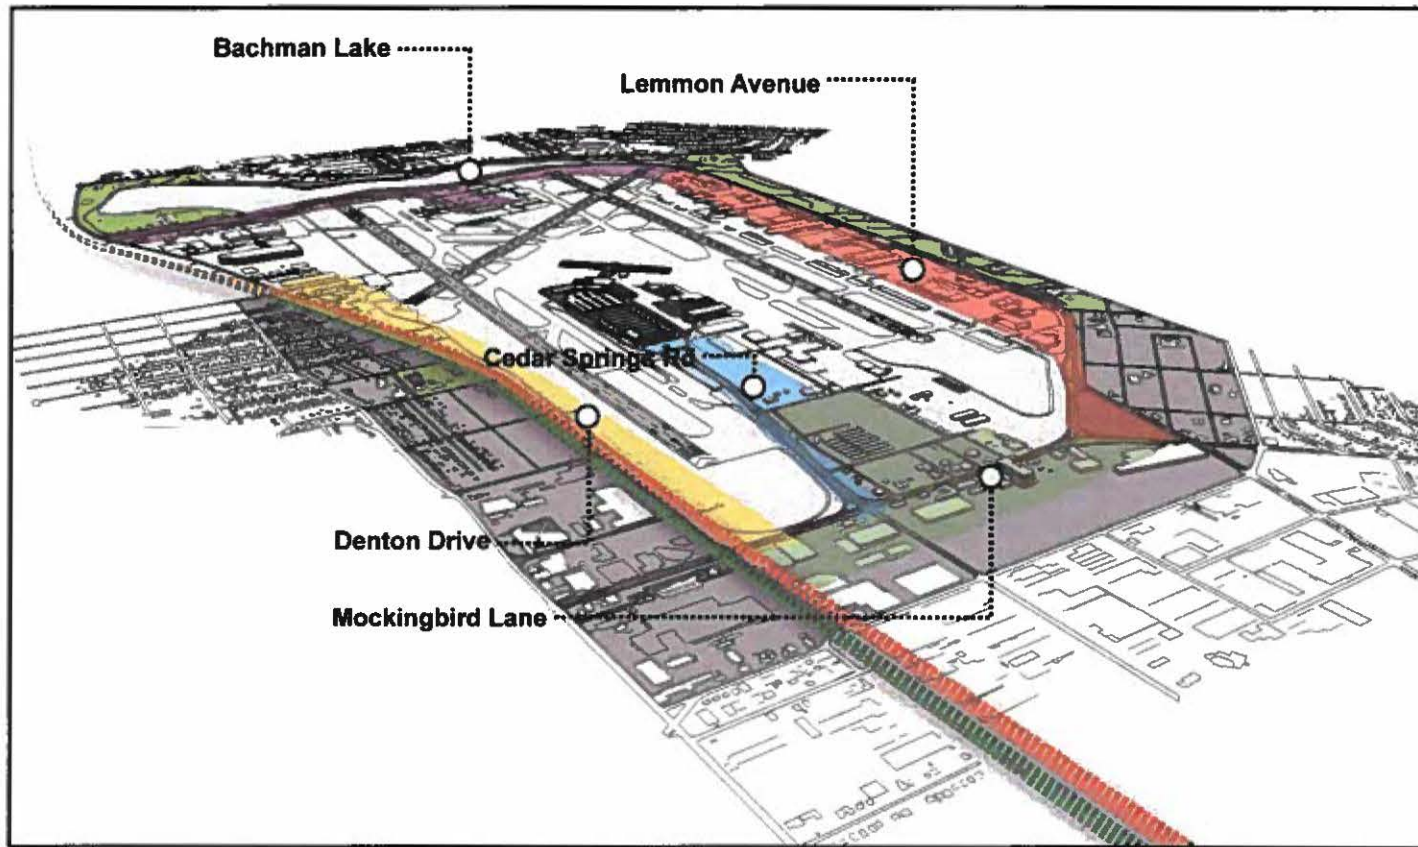 Bachman Lake
Lemmon Avenue
Cedar Springs Rd
Denton Drive
Mockingbird Lane